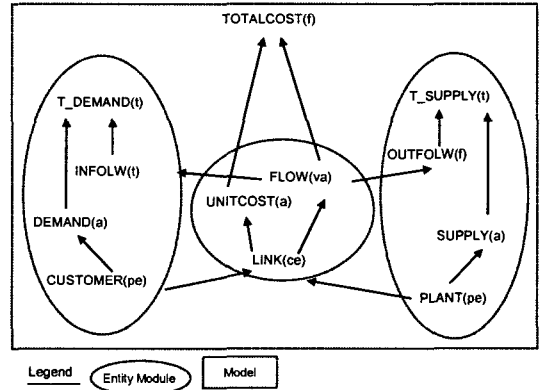 TOTALCOST(f)
T_DEMAND(t)
T_SUPPLY(t)
INFOLW(t)
OUTFOLW(f)
FLOW(va)
UNITCOST(a)
DEMAND(a)
SUPPLY(a)
LINK(ce)
CUSTOMER(pe)
PLANT(pe)
Legend
Entity Module
Model